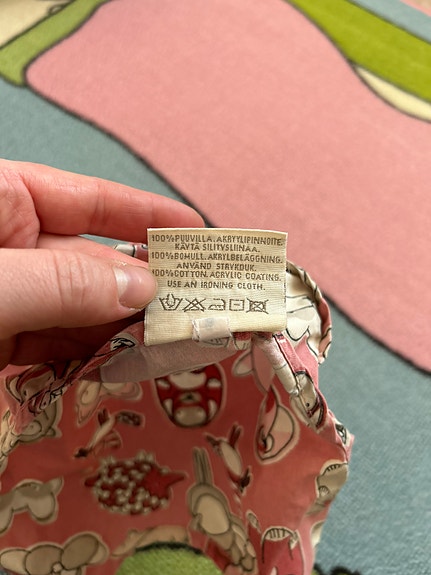 100% PUUVILLA. AKRYYLIPINNOITE.
KÄYTÄ SILITYSLIINAA.
100% BOMULL. AKRYLBELÄGGNING.
ANVÄND STRYKDUK.
100% COTTON. ACRYLIC COATING.
USE AN IRONING CLOTH.